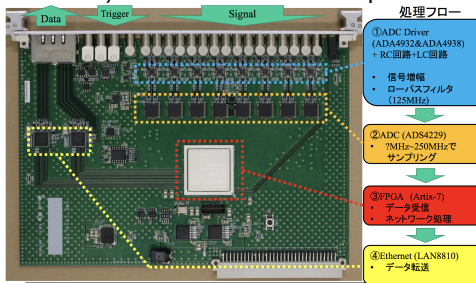 Data
Trigger
Signal
処理フロー
①ADC Driver
(ADA4932&ADA4938)
+ RC回路+LC回路
• 信号増幅
• ローパスフィルタ
(125MHz)
②ADC (ADS4229)
• ?MHz~250MHzで
サンプリング
③FPGA (Artix-7)
• データ受信
• ネットワーク処理
④Ethernet (LAN8810)
• データ転送